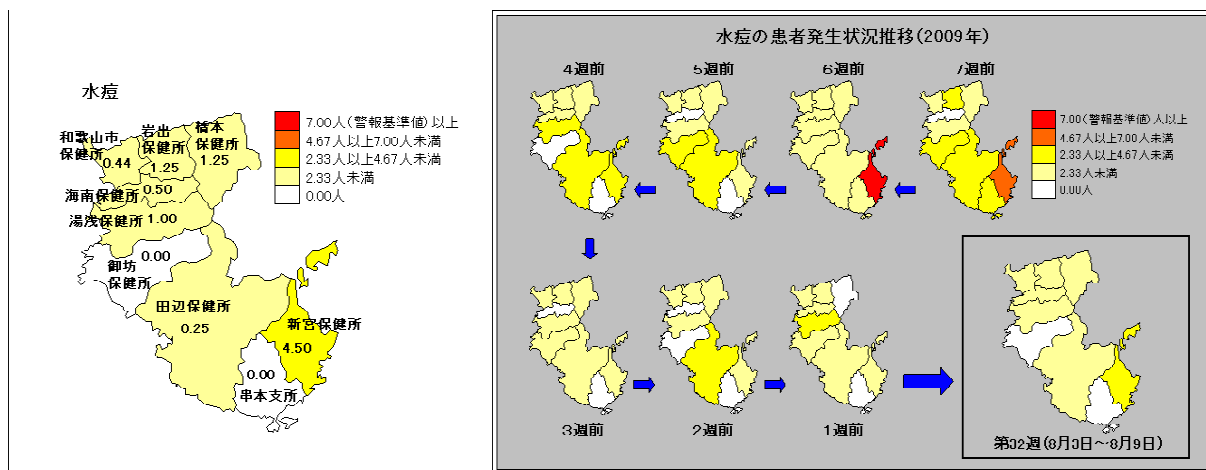 水痘
和歌山市
保健所
0.44
岩出
保健所
1.25
橋本
保健所
1.25
海南保健所
0.50
湯浅保健所
1.00
御坊
保健所
0.00
田辺保健所
0.25
新宮保健所
4.50
0.00
串本支所
7.00人(警報基準値)以上
4.67人以上7.00人未満
2.33人以上4.67人未満
2.33人未満
0.00人
水痘の患者発生状況推移(2009年)
4週前
5週前
6週前
7週前
7.00(警報基準値)人以上
4.67人以上7.00人未満
2.33人以上4.67人未満
2.33人未満
0.00人
3週前
2週前
1週前
第32週(8月3日～8月9日)